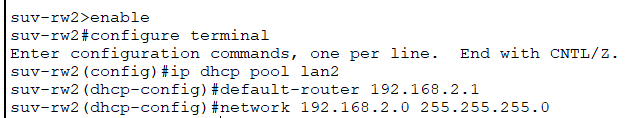 suv-rw2>enable
suv-rw2#configure terminal
Enter configuration commands, one per line.  End with CNTL/Z.
suv-rw2(config)#ip dhcp pool lan2
suv-rw2(dhcp-config)#default-router 192.168.2.1
suv-rw2(dhcp-config)#network 192.168.2.0 255.255.255.0